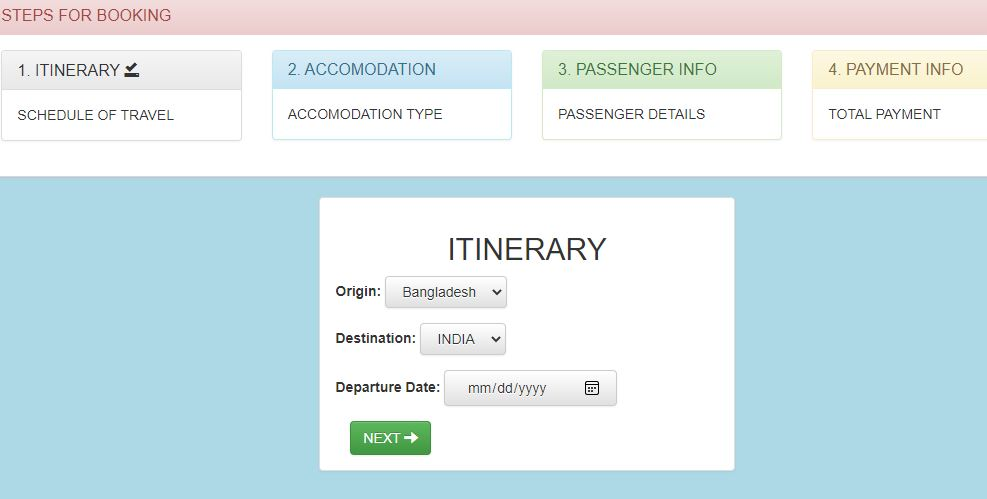 STEPS FOR BOOKING
1. ITINERARY
SCHEDULE OF TRAVEL
2. ACCOMODATION
ACCOMODATION TYPE
3. PASSENGER INFO
PASSENGER DETAILS
4. PAYMENT INFO
TOTAL PAYMENT
ITINERARY
Origin: Bangladesh
Destination: INDIA
Departure Date: mm/dd/yyyy
NEXT